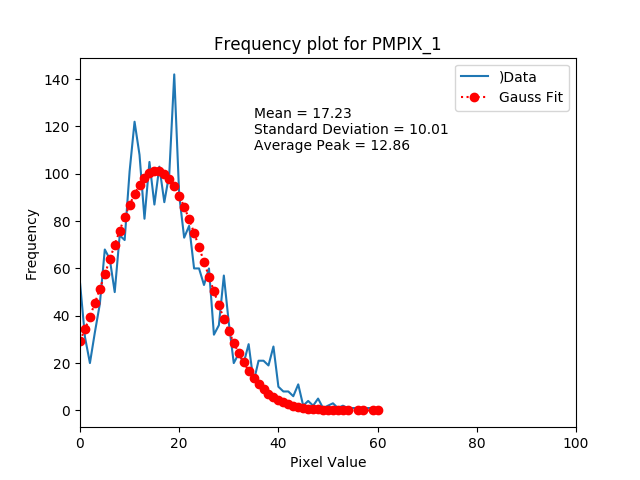 Frequency plot for PMPIX_1
)Data
Gauss Fit
Mean = 17.23
Standard Deviation = 10.01
Average Peak = 12.86
Frequency
140
120
100
80
60
40
20
0
0 20 40 60 80 100
Pixel Value